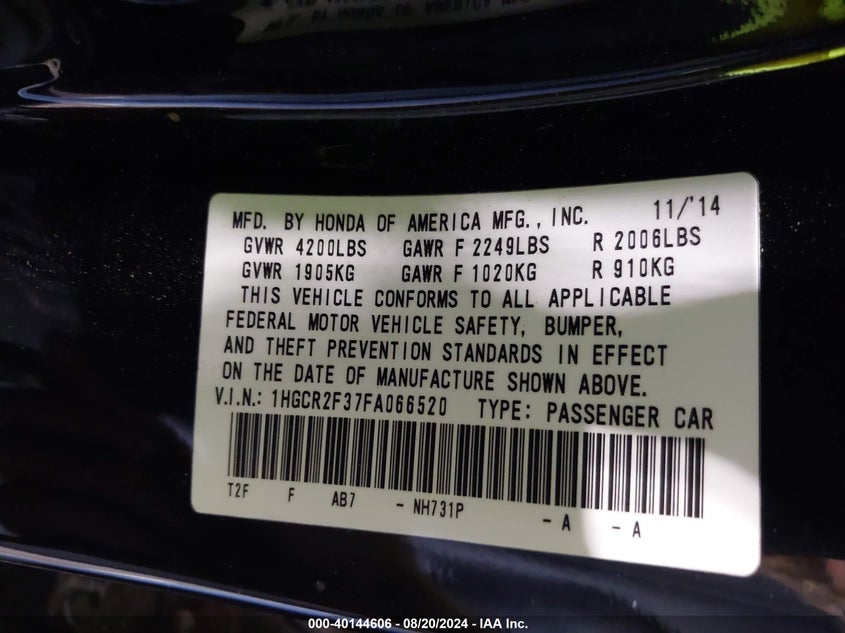 MFD. BY HONDA OF AMERICA MFG., INC. 11/'14
GVWR 4200LBS GAWR F 2249LBS R 2006LBS
GVWR 1905KG GAWR F 1020KG R 910KG
THIS VEHICLE CONFORMS TO ALL APPLICABLE
FEDERAL MOTOR VEHICLE SAFETY, BUMPER,
AND THEFT PREVENTION STANDARDS IN EFFECT
ON THE DATE OF MANUFACTURE SHOWN ABOVE.
V.I.N.: 1HGCR2F37FA066520 TYPE: PASSENGER CAR
T2F F AB7 - NH731P - A - A
000-40144606 - 08/20/2024 - IAA Inc.